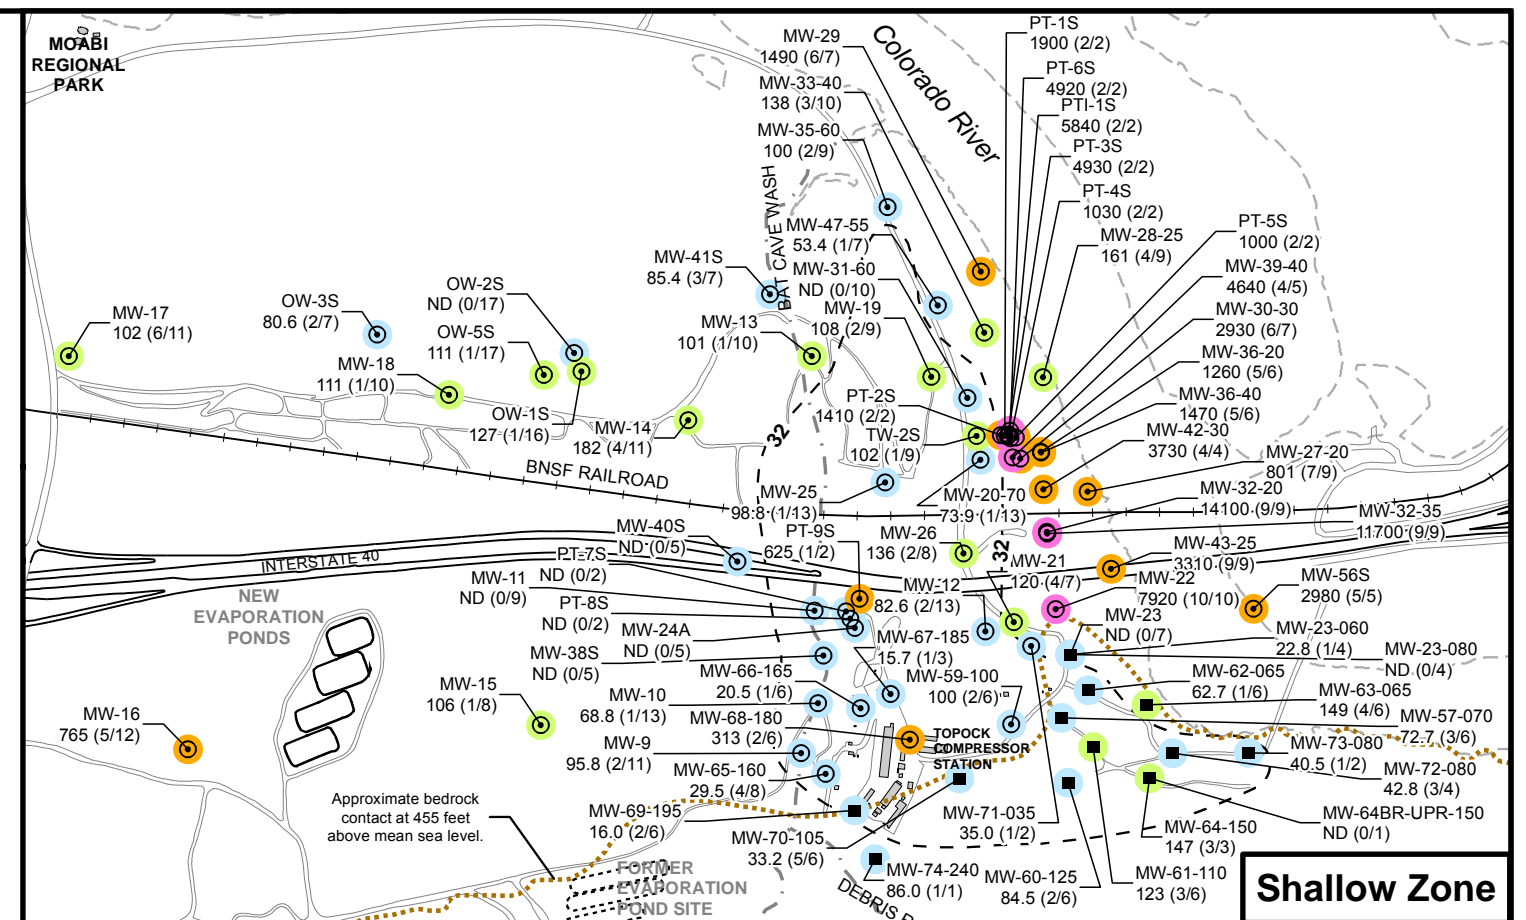 MOABI
REGIONAL
PARK
MW-29
1490 (6/7)
MW-33-40
138 (3/10)
MW-35-60
100 (2/9)
Colorado River
PT-1S
1900 (2/2)
PT-6S
4920 (2/2)
PTI-1S
5840 (2/2)
PT-3S
4930 (2/2)
PT-4S
1030 (2/2)
MW-28-25
161 (4/9)
PT-5S
1000 (2/2)
MW-39-40
4640 (4/5)
MW-30-30
2930 (6/7)
MW-36-20
1260 (5/6)
MW-36-40
1470 (5/6)
MW-42-30
3730 (4/4)
MW-27-20
801 (7/9)
MW-32-20
14100 (9/9)
MW-32-35
11700 (9/9)
BAT CAVE WASH
MW-47-55
53.4 (1/7)
MW-31-60
ND (0/10)
MW-19
108 (2/9)
MW-41S
85.4 (3/7)
MW-13
101 (1/10)
OW-2S
ND (0/17)
OW-3S
80.6 (2/7)
OW-5S
111 (1/17)
MW-17
102 (6/11)
MW-18
111 (1/10)
OW-1S
127 (1/16)
MW-14
182 (4/11)
PT-2S
1410 (2/2)
TW-2S
102 (1/9)
32
BNSF RAILROAD
MW-25
98.8 (1/13)
MW-20-70
73.9 (1/13)
MW-40S
ND (0/5)
PT-9S
625 (1/2)
MW-26
136 (2/8)
32
MW-21
120 (4/7)
MW-43-25
3310 (9/9)
MW-22
7920 (10/10)
MW-56S
2980 (5/5)
INTERSTATE 40
PT-7S
ND (0/2)
MW-11
ND (0/9)
PT-8S
ND (0/2)
MW-24A
ND (0/5)
MW-38S
ND (0/5)
MW-12
82.6 (2/13)
MW-23
ND (0/7)
MW-23-060
22.8 (1/4)
MW-23-080
ND (0/4)
NEW
EVAPORATION
PONDS
MW-67-185
15.7 (1/3)
MW-66-165
20.5 (1/6)
MW-59-100
100 (2/6)
MW-62-065
62.7 (1/6)
MW-63-065
149 (4/6)
MW-57-070
72.7 (3/6)
MW-15
106 (1/8)
MW-10
68.8 (1/13)
MW-68-180
313 (2/6)
MW-16
765 (5/12)
MW-9
95.8 (2/11)
TOPOCK
COMPRESSOR
STATION
MW-73-080
40.5 (1/2)
MW-72-080
42.8 (3/4)
MW-65-160
29.5 (4/8)
Approximate bedrock
contact at 455 feet
above mean sea level.
MW-69-195
16.0 (2/6)
MW-70-105
33.2 (5/6)
MW-71-035
35.0 (1/2)
MW-64BR-UPR-150
ND (0/1)
MW-64-150
147 (3/3)
MW-74-240
86.0 (1/1)
MW-60-125
84.5 (2/6)
MW-61-110
123 (3/6)
FORMER
EVAPORATION
POND SITE
DEBRIS
Shallow Zone